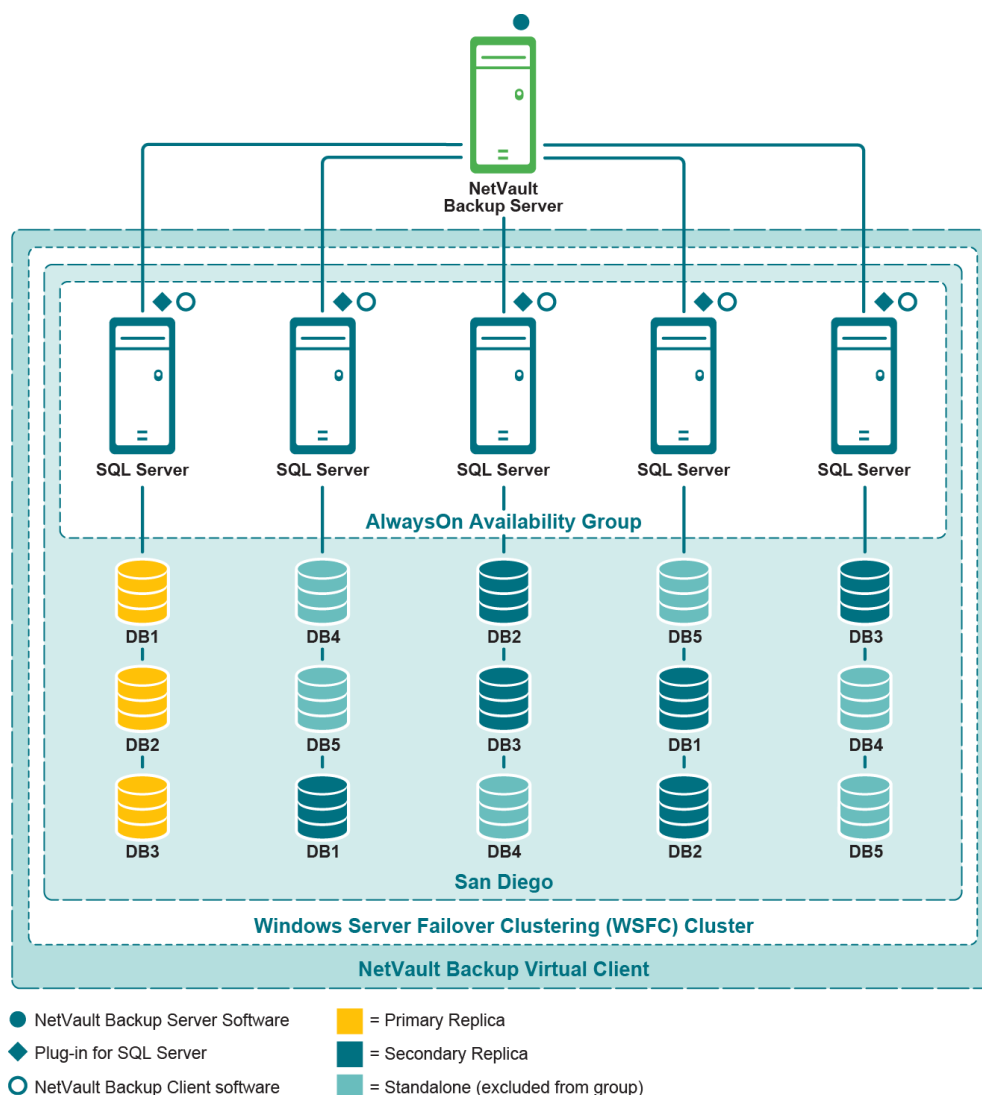 NetVault
Backup Server
SQL Server
SQL Server
SQL Server
SQL Server
SQL Server
AlwaysOn Availability Group
DB1
DB4
DB2
DB5
DB3
DB2
DB5
DB3
DB1
DB4
DB3
DB1
DB4
DB2
DB5
San Diego
Windows Server Failover Clustering (WSFC) Cluster
NetVault Backup Virtual Client
NetVault Backup Server Software
Plug-in for SQL Server
NetVault Backup Client software
= Primary Replica
= Secondary Replica
= Standalone (excluded from group)